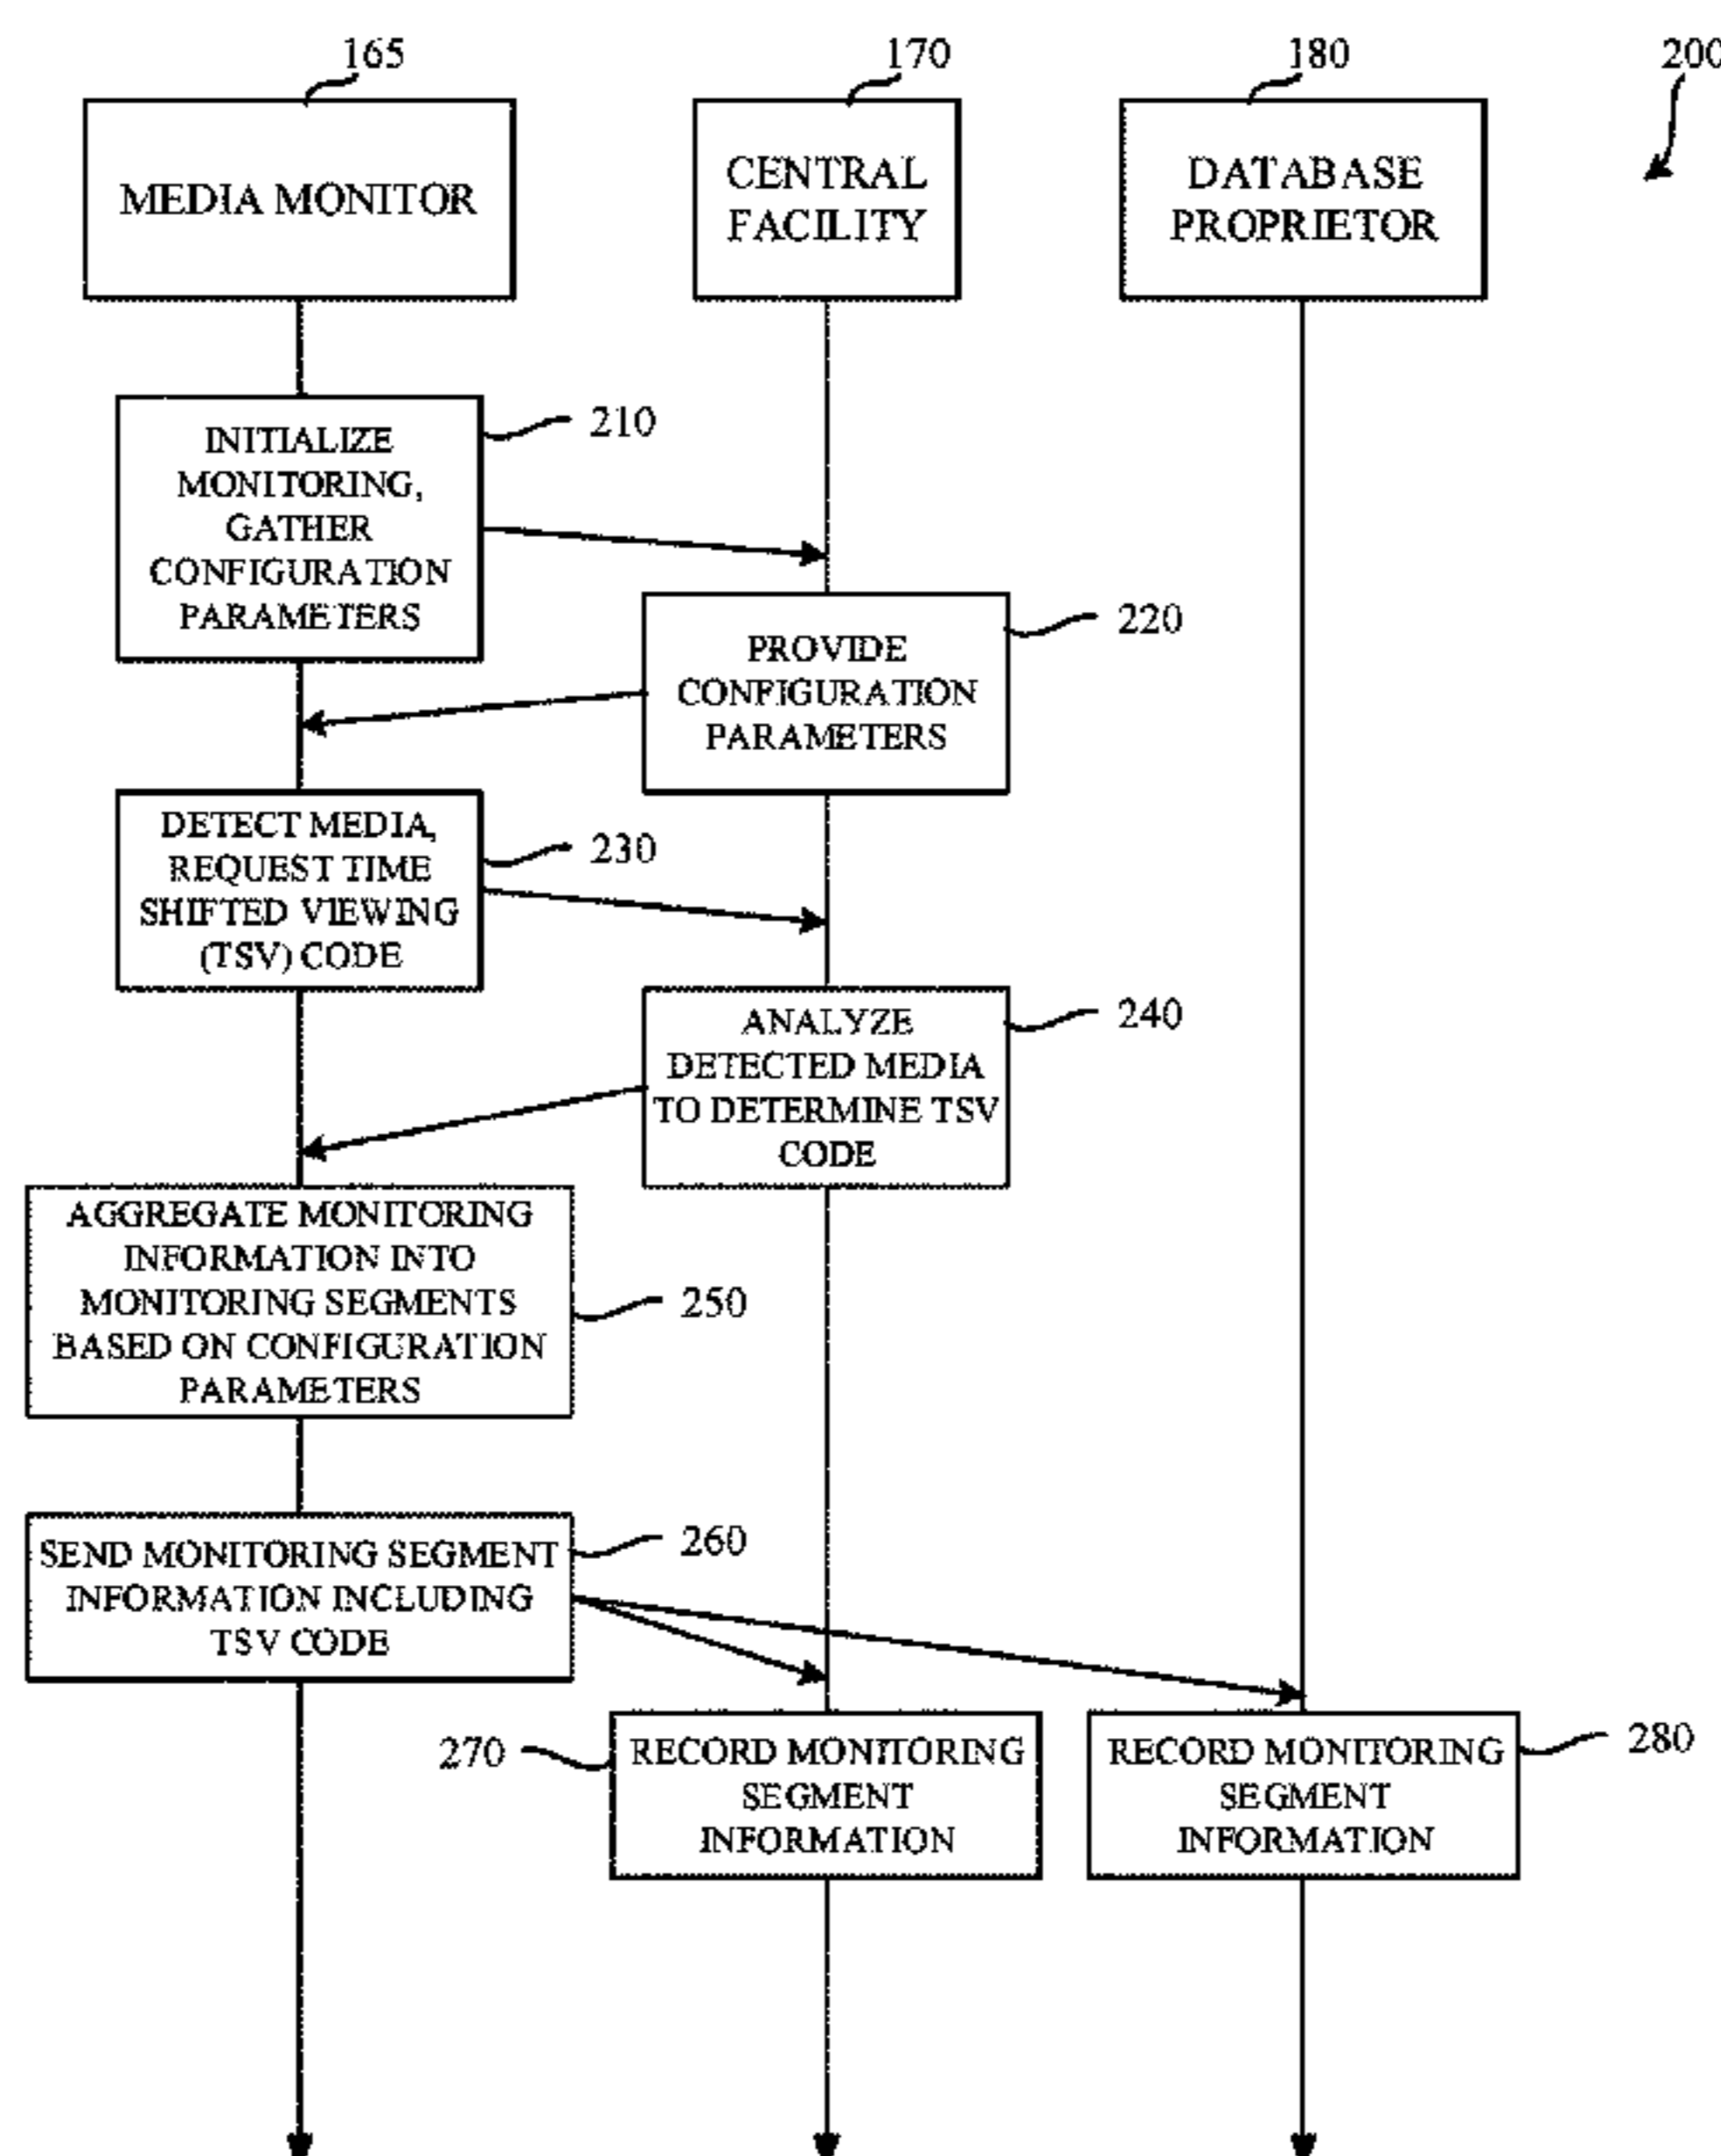 165
170
180
200
MEDIA MONITOR
CENTRAL
FACILITY
DATABASE
PROPRIETOR
INITIALIZE
MONITORING,
GATHER
CONFIGURATION
PARAMETERS
210
PROVIDE
CONFIGURATION
PARAMETERS
220
DETECT MEDIA,
REQUEST TIME
SHIFTED VIEWING
(TSV) CODE
230
ANALYZE
DETECTED MEDIA
TO DETERMINE TSV
CODE
240
AGGREGATE MONITORING
INFORMATION INTO
MONITORING SEGMENTS
BASED ON CONFIGURATION
PARAMETERS
250
SEND MONITORING SEGMENT
INFORMATION INCLUDING
TSV CODE
260
270
RECORD MONITORING
SEGMENT
INFORMATION
RECORD MONITORING
SEGMENT
INFORMATION
280